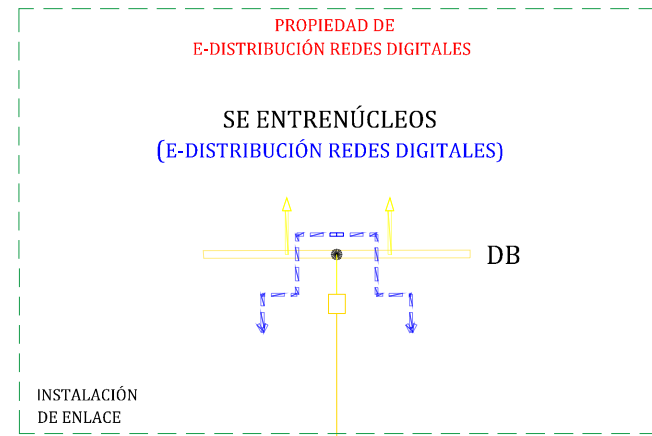 PROPIEDAD DE
E-DISTRIBUCIÓN REDES DIGITALES
SE ENTRENÚCLEOS
(E-DISTRIBUCIÓN REDES DIGITALES)
DB
INSTALACIÓN
DE ENLACE